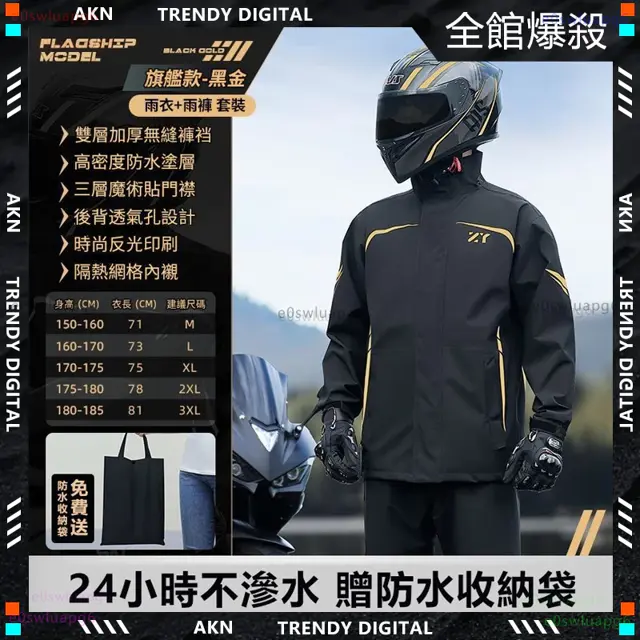 AKN TRENDY DIGITAL
全館爆殺
FLAGSHIP
MODEL
BLACK GOLD
旗艦款-黑金
雨衣+雨褲 套裝
雙層加厚無縫褲襠
高密度防水塗層
三層魔術貼門襟
後背透氣孔設計
時尚反光印刷
隔熱網格內襯
身高 (CM) 衣長 (CM) 建議尺碼
150-160 71 M
160-170 73 L
170-175 75 XL
175-180 78 2XL
180-185 81 3XL
防水收納袋
免費送
ZY
e0swluapg6
e0swluapg6
AKN TRENDY DIGITAL
AKN TRENDY DIGITAL
24小時不滲水 贈防水收納袋
e0swluapg6
e0swluapg6
AKN TRENDY DIGITAL